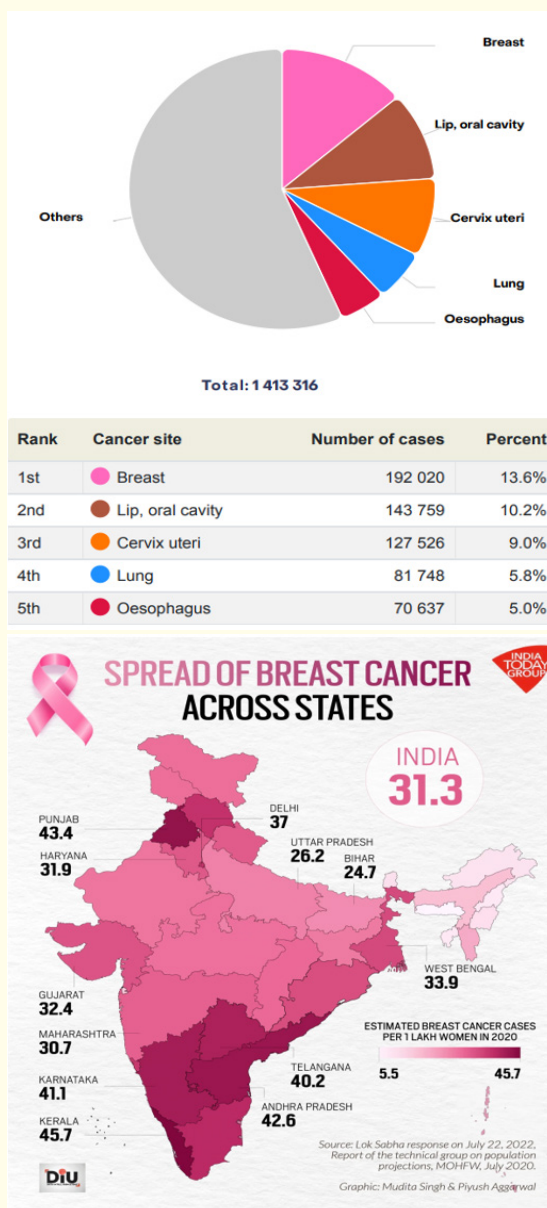 Breast
Lip, oral cavity
Cervix uteri
Others
Lung
Oesophagus
Total: 1 413 316
Rank Cancer site Number of cases Percent
1st Breast 192 020 13.6%
2nd Lip, oral cavity 143 759 10.2%
3rd Cervix uteri 127 526 9.0%
4th Lung 81 748 5.8%
5th Oesophagus 70 637 5.0%
SPREAD OF BREAST CANCER
ACROSS STATES
INDIA
TODAY
GROUP
INDIA
31.3
PUNJAB
43.4
DELHI
37
HARYANA
31.9
UTTAR PRADESH
26.2
BIHAR
24.7
WEST BENGAL
33.9
GUJARAT
32.4
MAHARASHTRA
30.7
KARNATAKA
41.1
KERALA
45.7
TELANGANA
40.2
ANDHRA PRADESH
42.6
ESTIMATED BREAST CANCER CASES
PER 1 LAKH WOMEN IN 2020
5.5 45.7
Source: Lok Sabha response on July 22, 2022,
Report of the technical group on population
projections, MOHFW, July 2020.
Graphic: Mudita Singh & Piyush Aggarwal
DiU